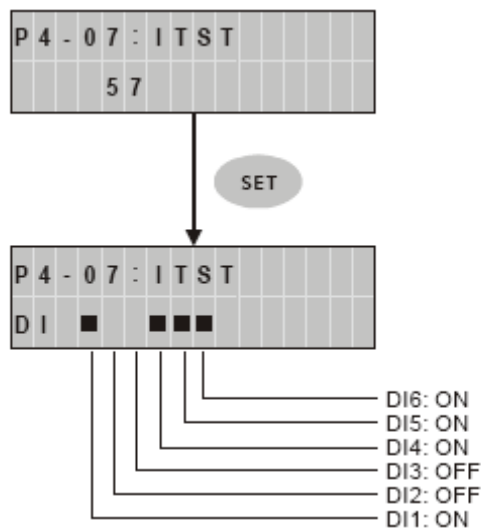 P4-07:ITST
57
SET
P4-07:ITST
DI ■  ■■■
DI6: ON
DI5: ON
DI4: ON
DI3: OFF
DI2: OFF
DI1: ON